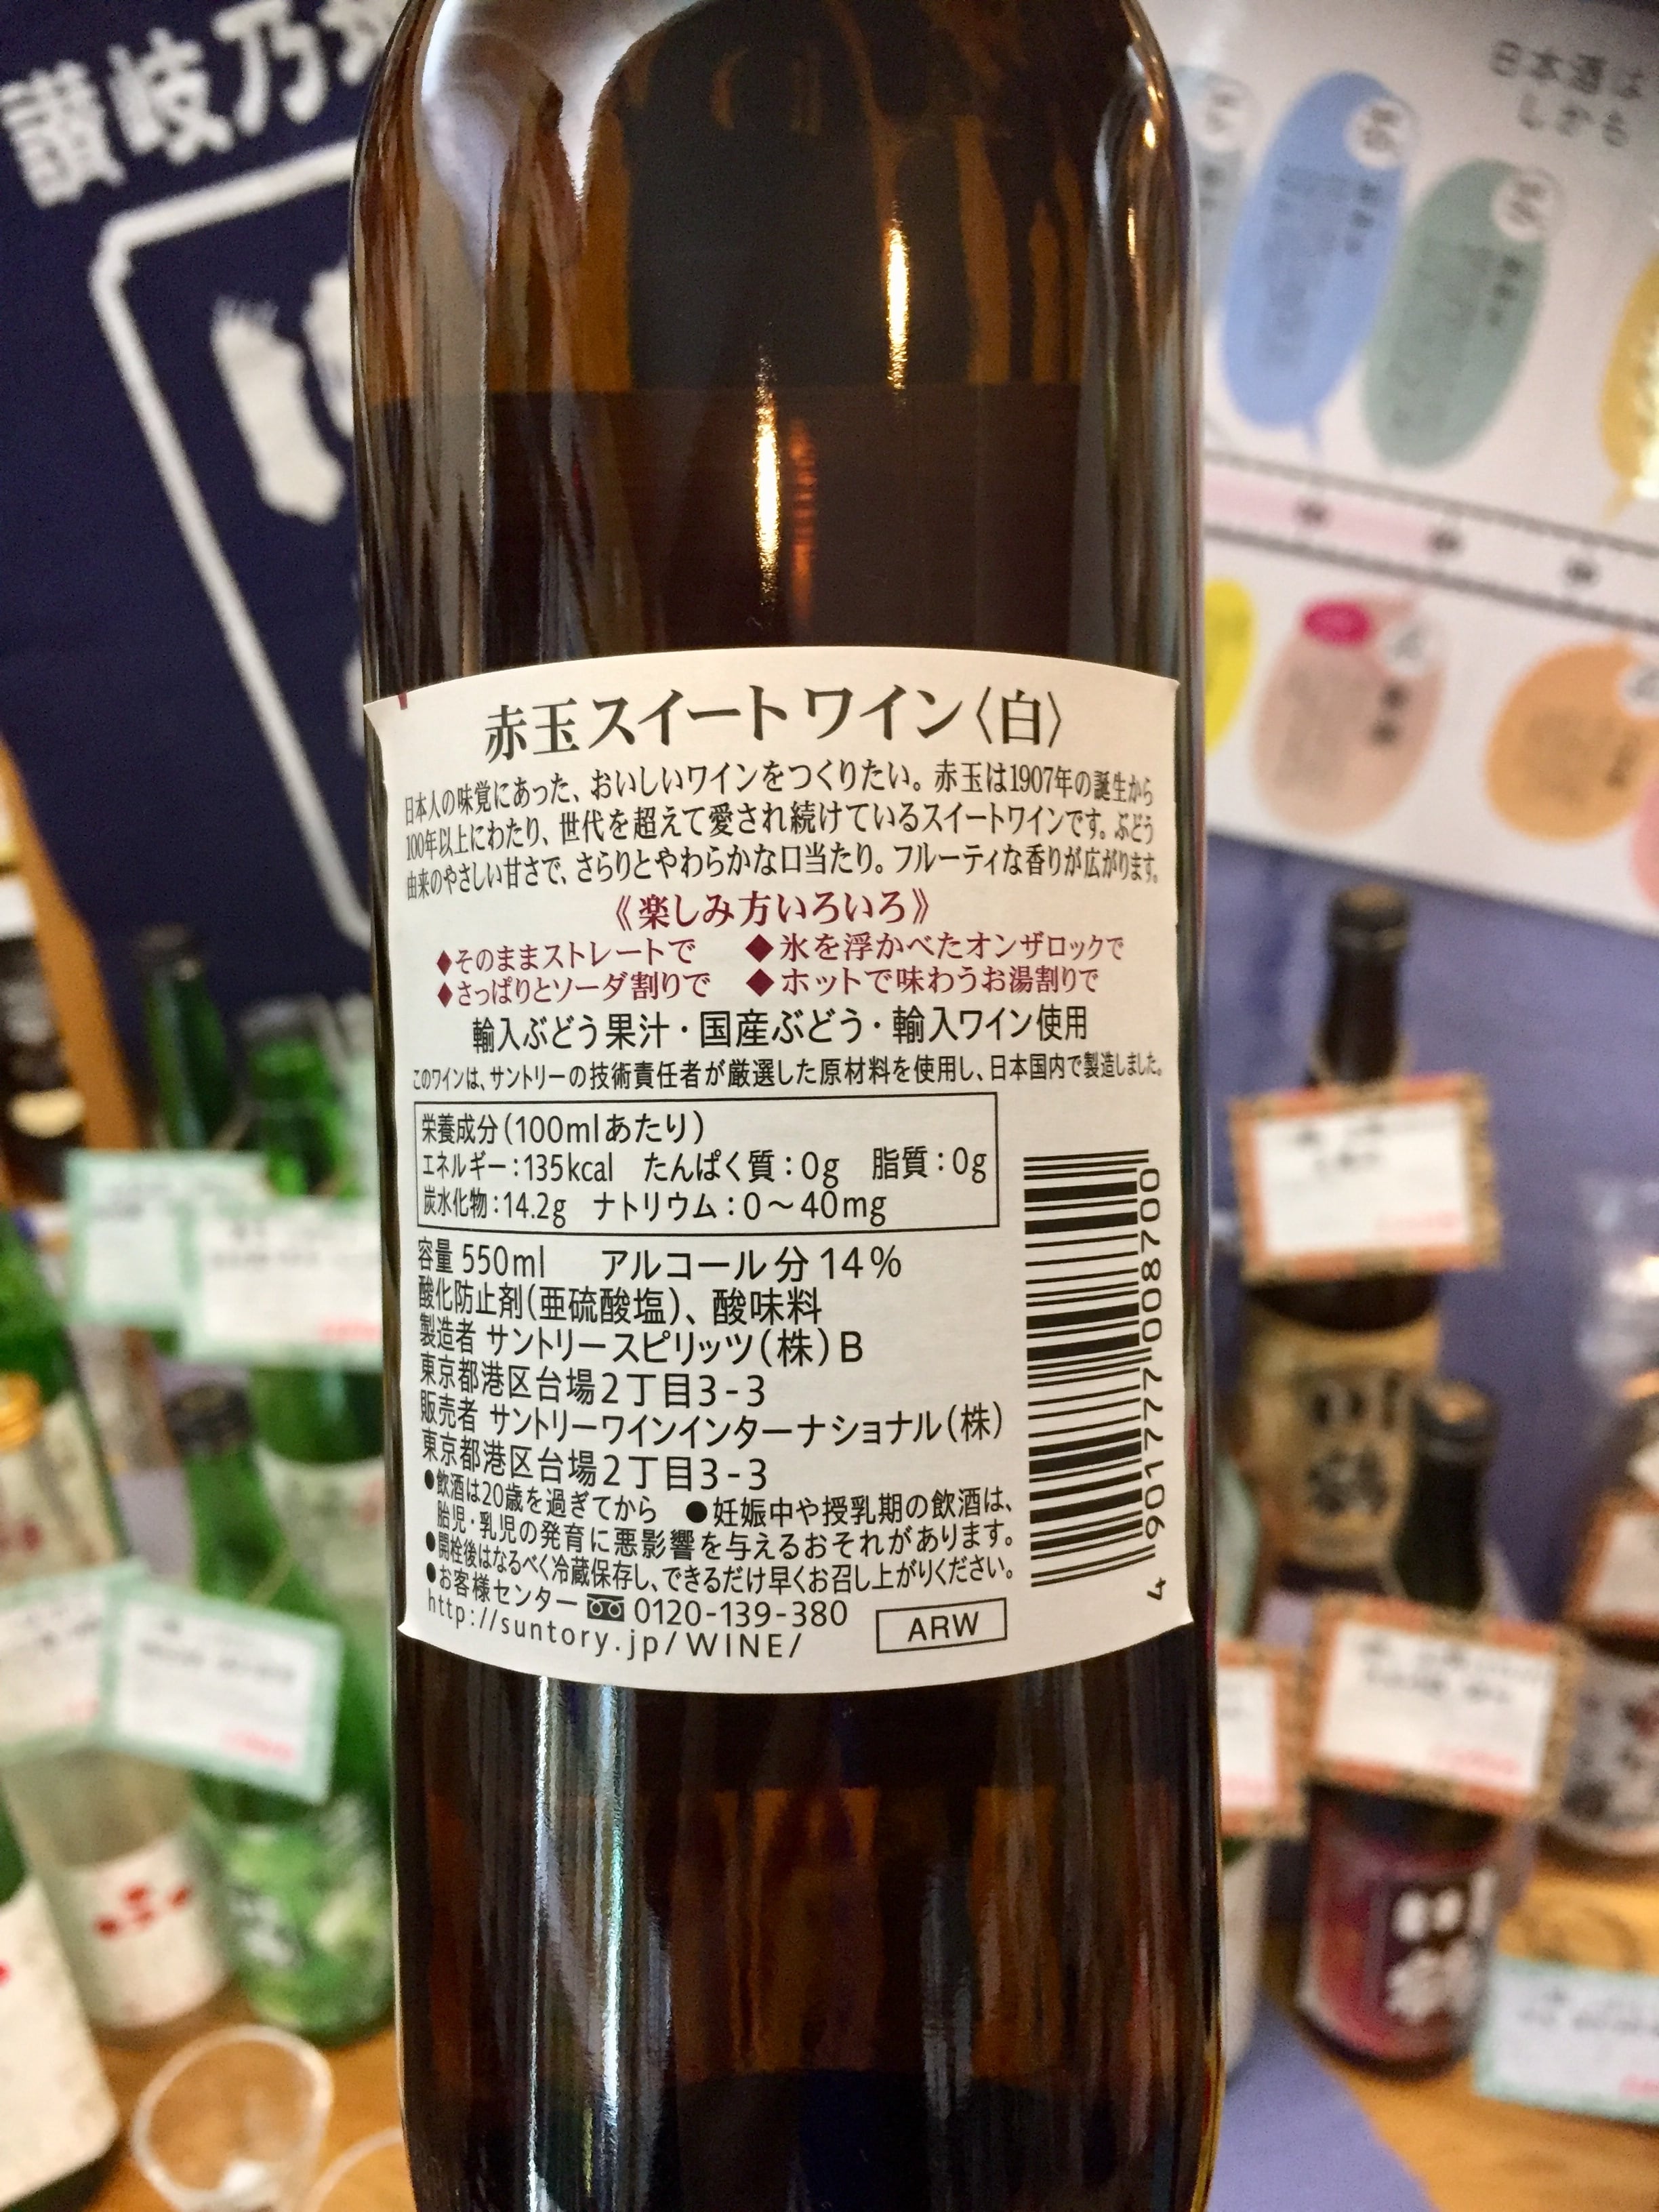 讃岐乃
日本酒は
しから
赤玉スイートワイン〈白〉
日本人の味覚にあった、おいしいワインをつくりたい。赤玉は1907年の誕生から
100年以上にわたり、世代を超えて愛され続けているスイートワインです。ぶどう
由来のやさしい甘さで、さらりとやわらかな口当たり。フルーティな香りが広がります。
《楽しみ方いろいろ》
◆そのままストレートで ◆氷を浮かべたオンザロックで
◆さっぱりとソーダ割りで ◆ホットで味わうお湯割りで
輸入ぶどう果汁・国産ぶどう・輸入ワイン使用
このワインは、サントリーの技術責任者が厳選した原材料を使用し、日本国内で製造しました。
栄養成分(100mlあたり)
エネルギー:135kcal たんぱく質:0g 脂質:0g
炭水化物:14.2g ナトリウム:0〜40mg
容量 550ml アルコール分 14%
酸化防止剤(亜硫酸塩)、酸味料
製造者 サントリースピリッツ(株)B
東京都港区台場2丁目3-3
販売者 サントリーワインインターナショナル(株)
東京都港区台場2丁目3-3
●飲酒は20歳を過ぎてから ●妊娠中や授乳期の飲酒は、
胎児・乳児の発育に悪影響を与えるおそれがあります。
●開栓後はなるべく冷蔵保存し、できるだけ早くお召し上がりください。
●お客様センター 0120-139-380
http://suntory.jp/WINE/ ARW
4 901777 008700
川鶴
川鶴